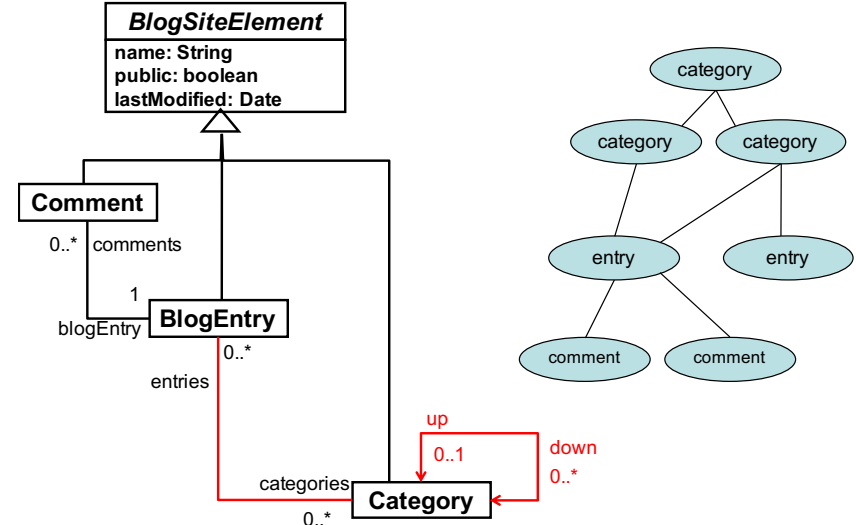 BlogSiteElement
name: String
public: boolean
lastModified: Date
Comment
0..* comments
1
blogEntry
BlogEntry
0..*
entries
up
0..1
down
0..*
categories
Category
0..*
category
category
category
entry
entry
comment
comment